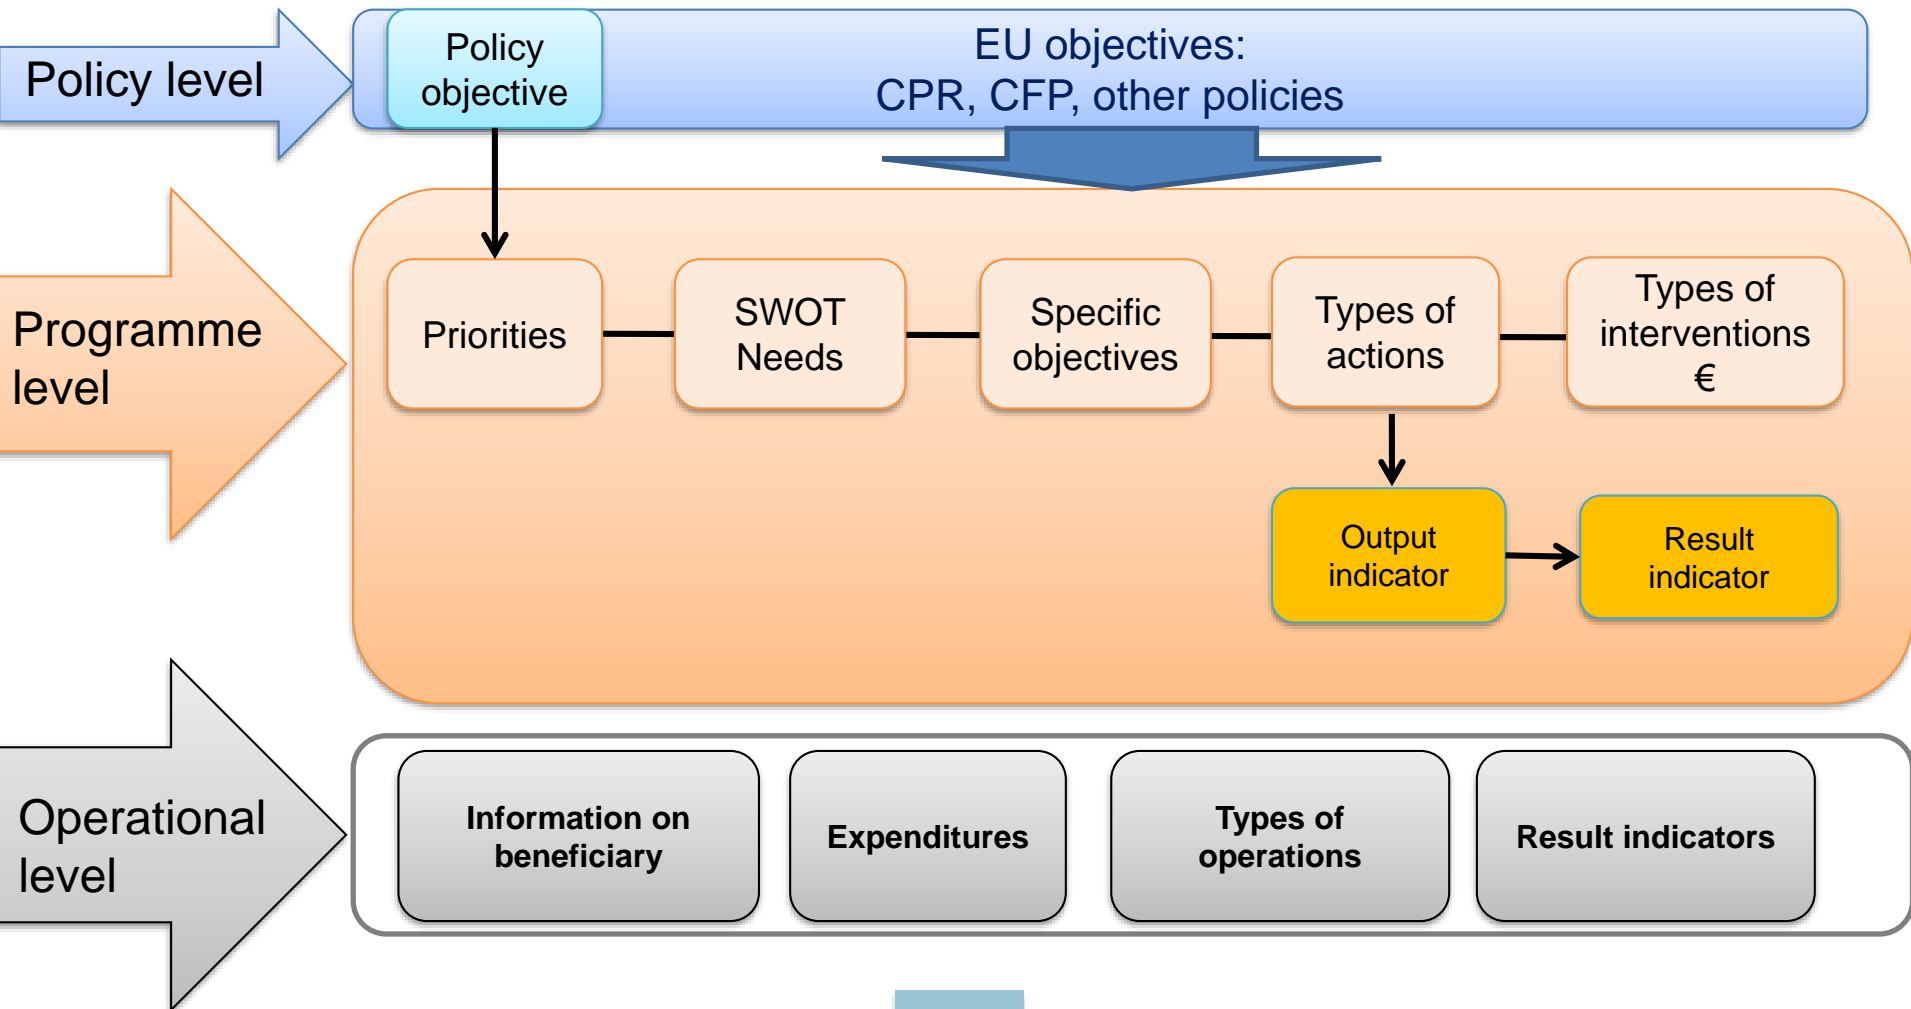 Policy level
Policy
objective
EU objectives:
CPR, CFP, other policies
Programme
level
Priorities
SWOT
Needs
Specific
objectives
Types of
actions
Types of
interventions
€
Output
indicator
Result
indicator
Operational
level
Information on
beneficiary
Expenditures
Types of
operations
Result indicators